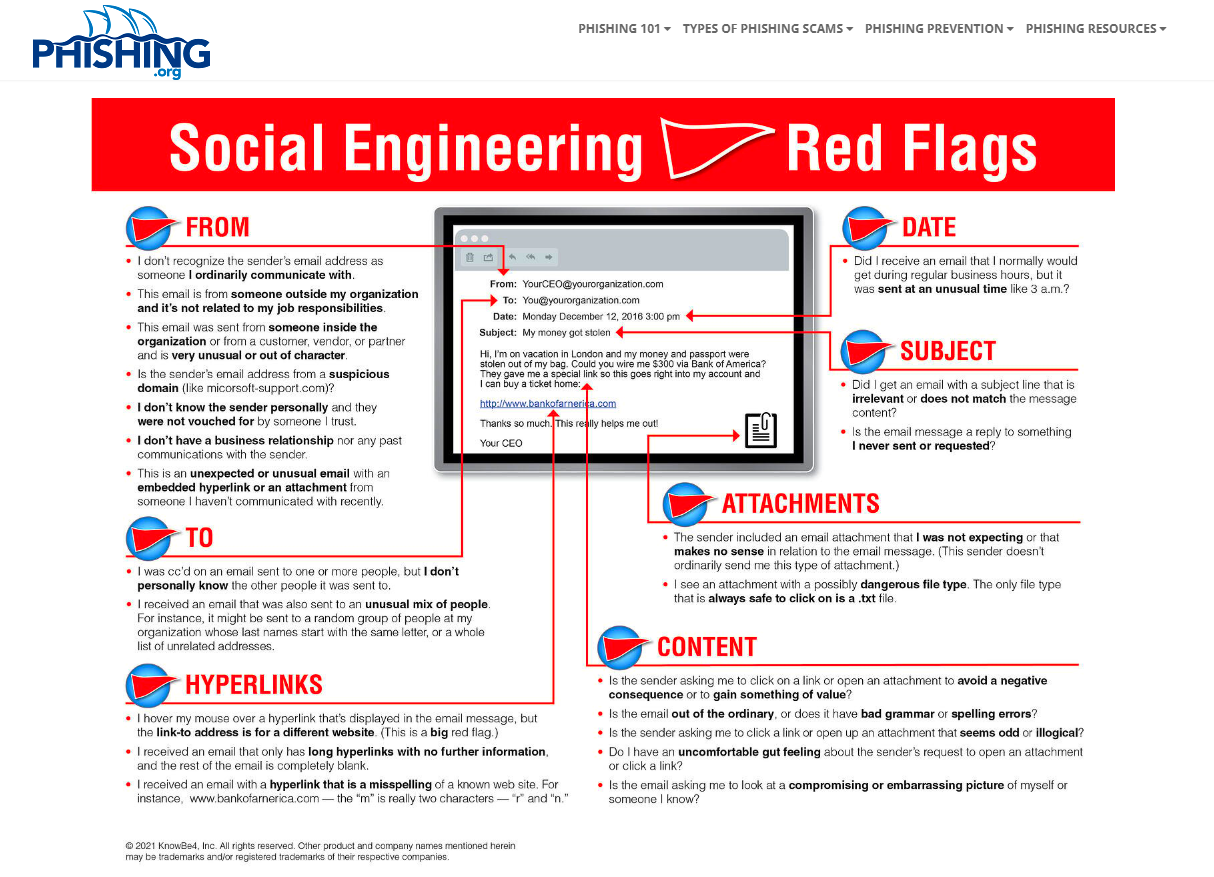 PHISHING
.org
PHISHING 101 TYPES OF PHISHING SCAMS PHISHING PREVENTION PHISHING RESOURCES
Social Engineering Red Flags
FROM
• I don't recognize the sender's email address as
someone I ordinarily communicate with.
• This email is from someone outside my organization
and it's not related to my job responsibilities.
• This email was sent from someone inside the
organization or from a customer, vendor, or partner
and is very unusual or out of character.
• Is the sender's email address from a suspicious
domain (like micorsoft-support.com)?
• I don't know the sender personally and they
were not vouched for by someone I trust.
• I don't have a business relationship nor any past
communications with the sender.
• This is an unexpected or unusual email with an
embedded hyperlink or an attachment from
someone I haven't communicated with recently.
TO
• I was cc'd on an email sent to one or more people, but I don't
personally know the other people it was sent to.
• I received an email that was also sent to an unusual mix of people.
For instance, it might be sent to a random group of people at my
organization whose last names start with the same letter, or a whole
list of unrelated addresses.
HYPERLINKS
• I hover my mouse over a hyperlink that's displayed in the email message, but
the link-to address is for a different website. (This is a big red flag.)
• I received an email that only has long hyperlinks with no further information,
and the rest of the email is completely blank.
• I received an email with a hyperlink that is a misspelling of a known web site. For
instance, www.bankofarnerica.com — the “m” is really two characters — “r” and “n.”
From: YourCEO@yourorganization.com
To: You@yourorganization.com
Date: Monday December 12, 2016 3:00 pm
Subject: My money got stolen
Hi, I'm on vacation in London and my money and passport were
stolen out of my bag. Could you wire me $300 via Bank of America?
They gave me a special link so this goes right into my account and
I can buy a ticket home:
http://www.bankofarnerica.com
Thanks so much. This really helps me out!
Your CEO
DATE
• Did I receive an email that I normally would
get during regular business hours, but it
was sent at an unusual time like 3 a.m.?
SUBJECT
• Did I get an email with a subject line that is
irrelevant or does not match the message
content?
• Is the email message a reply to something
I never sent or requested?
ATTACHMENTS
• The sender included an email attachment that I was not expecting or that
makes no sense in relation to the email message. (This sender doesn't
ordinarily send me this type of attachment.)
• I see an attachment with a possibly dangerous file type. The only file type
that is always safe to click on is a .txt file.
CONTENT
• Is the sender asking me to click on a link or open an attachment to avoid a negative
consequence or to gain something of value?
• Is the email out of the ordinary, or does it have bad grammar or spelling errors?
• Is the sender asking me to click a link or open up an attachment that seems odd or illogical?
• Do I have an uncomfortable gut feeling about the sender's request to open an attachment
or click a link?
• Is the email asking me to look at a compromising or embarrassing picture of myself or
someone I know?
© 2021 KnowBe4, Inc. All rights reserved. Other product and company names mentioned herein
may be trademarks and/or registered trademarks of their respective companies.